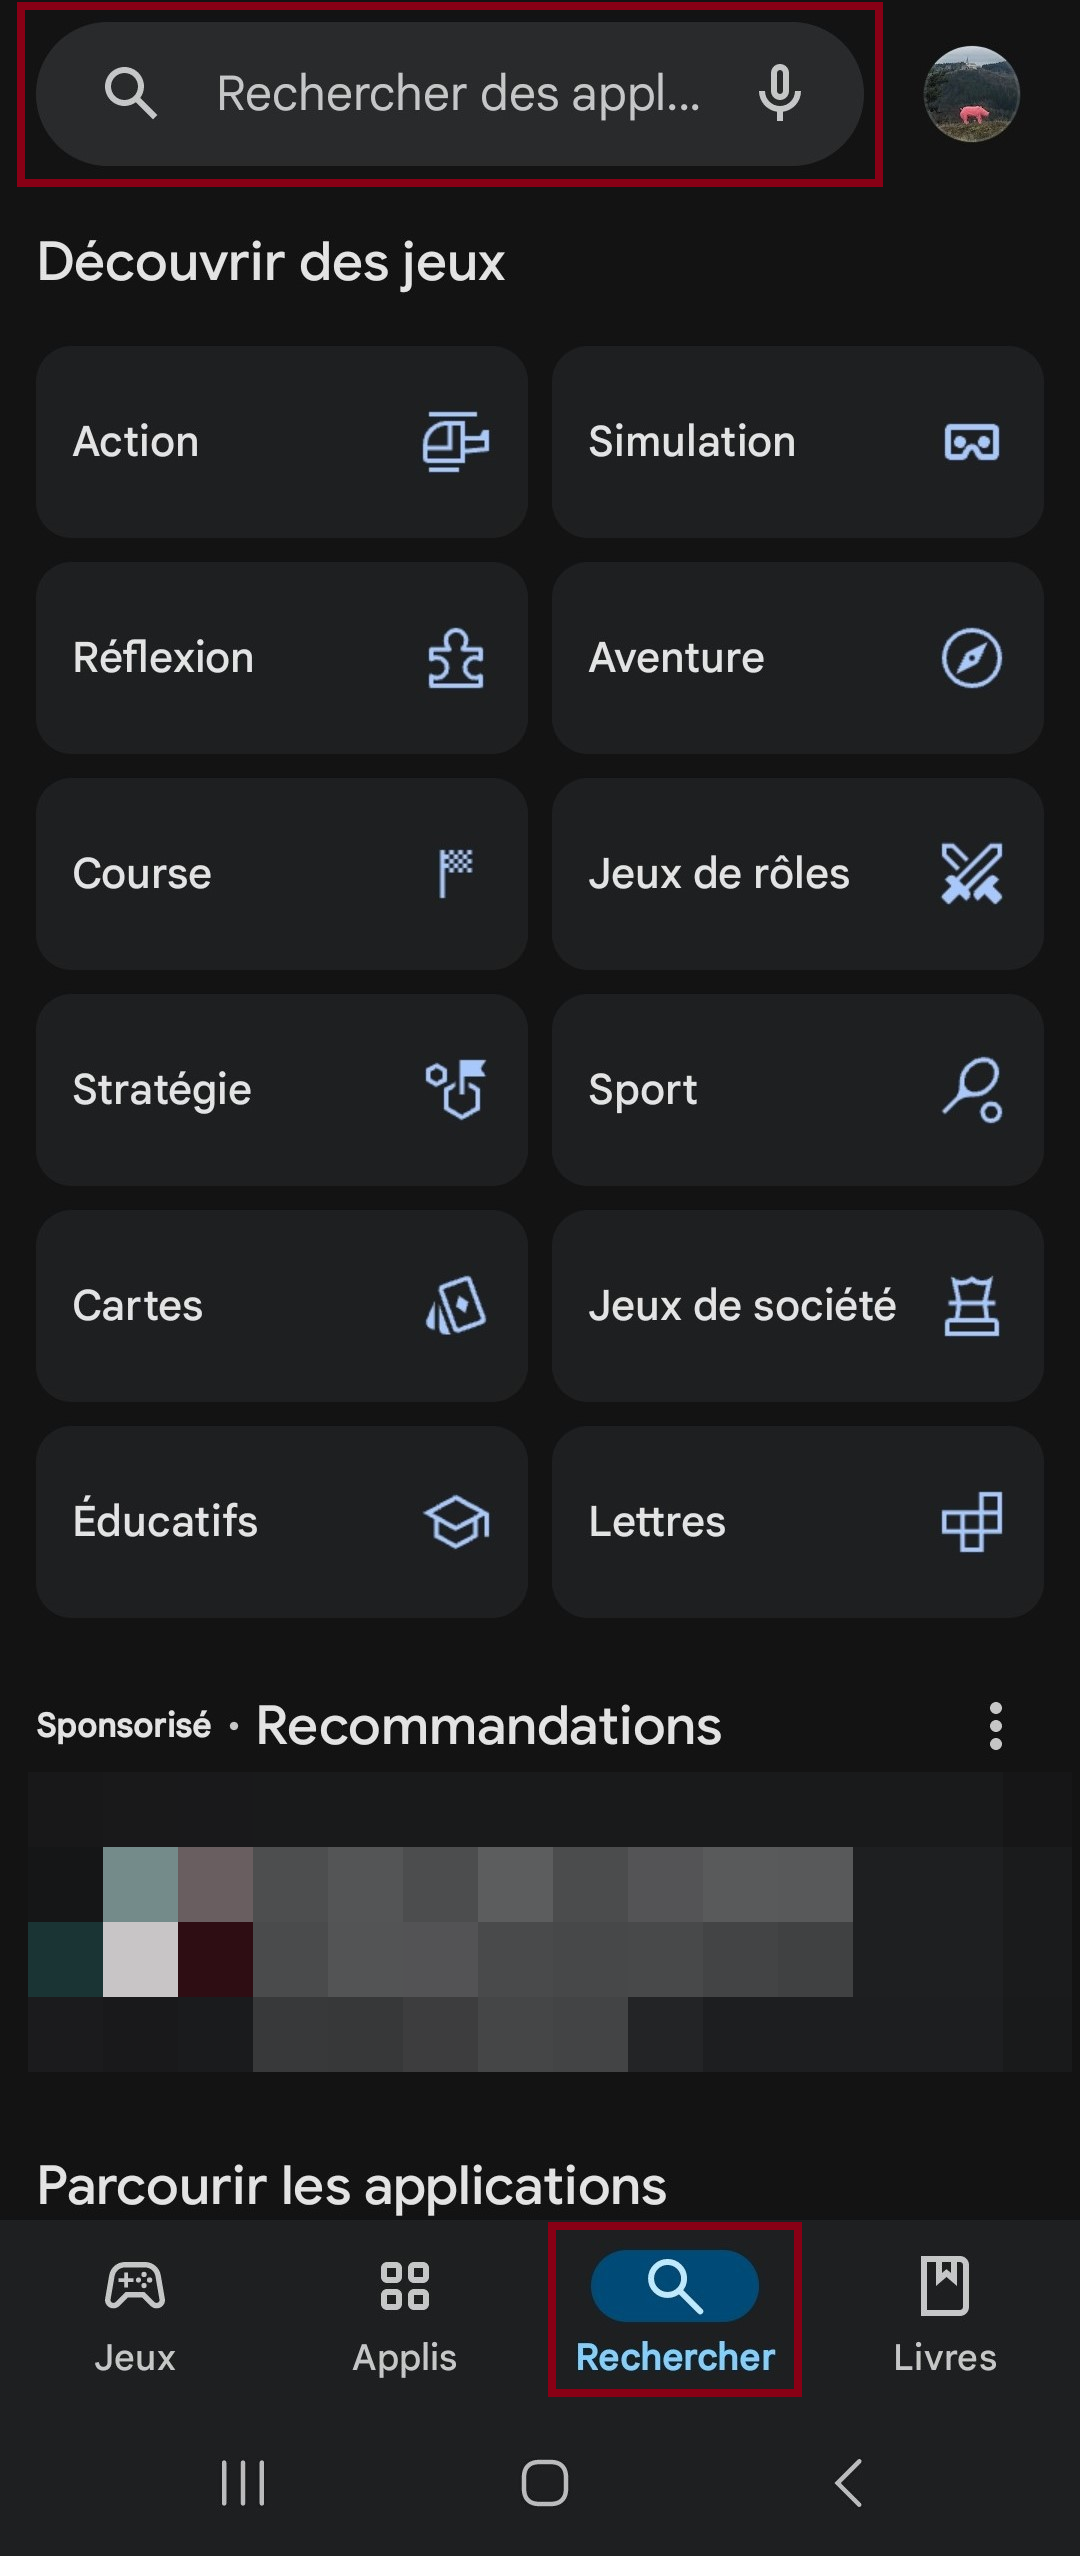 Rechercher des appl...
Découvrir des jeux
Action
Simulation
Réflexion
Aventure
Course
Jeux de rôles
Stratégie
Sport
Cartes
Jeux de société
Éducatifs
Lettres
Sponsorisé • Recommandations
Parcourir les applications
Jeux
Applis
Rechercher
Livres